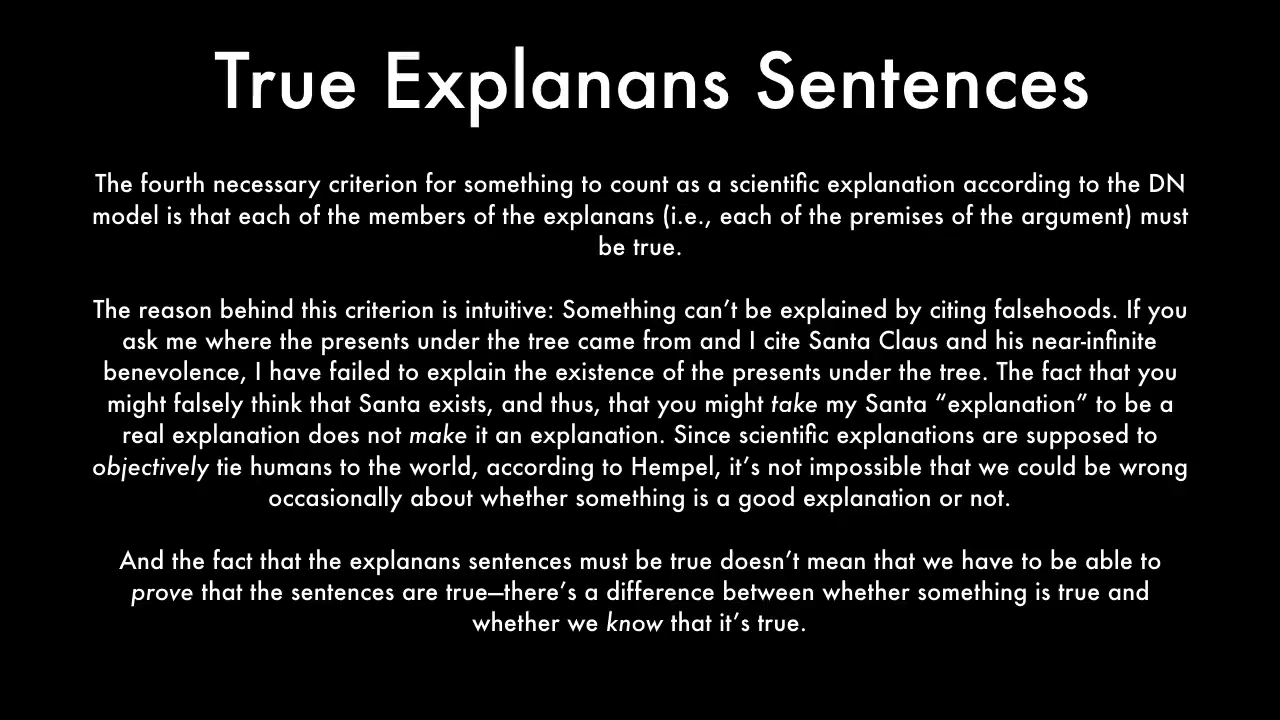 True Explanans Sentences
The fourth necessary criterion for something to count as a scientific explanation according to the DN
model is that each of the members of the explanans (i.e., each of the premises of the argument) must
be true.
The reason behind this criterion is intuitive: Something can’t be explained by citing falsehoods. If you
ask me where the presents under the tree came from and I cite Santa Claus and his near-infinite
benevolence, I have failed to explain the existence of the presents under the tree. The fact that you
might falsely think that Santa exists, and thus, that you might take my Santa “explanation” to be a
real explanation does not make it an explanation. Since scientific explanations are supposed to
objectively tie humans to the world, according to Hempel, it’s not impossible that we could be wrong
occasionally about whether something is a good explanation or not.
And the fact that the explanans sentences must be true doesn’t mean that we have to be able to
prove that the sentences are true—there’s a difference between whether something is true and
whether we know that it’s true.